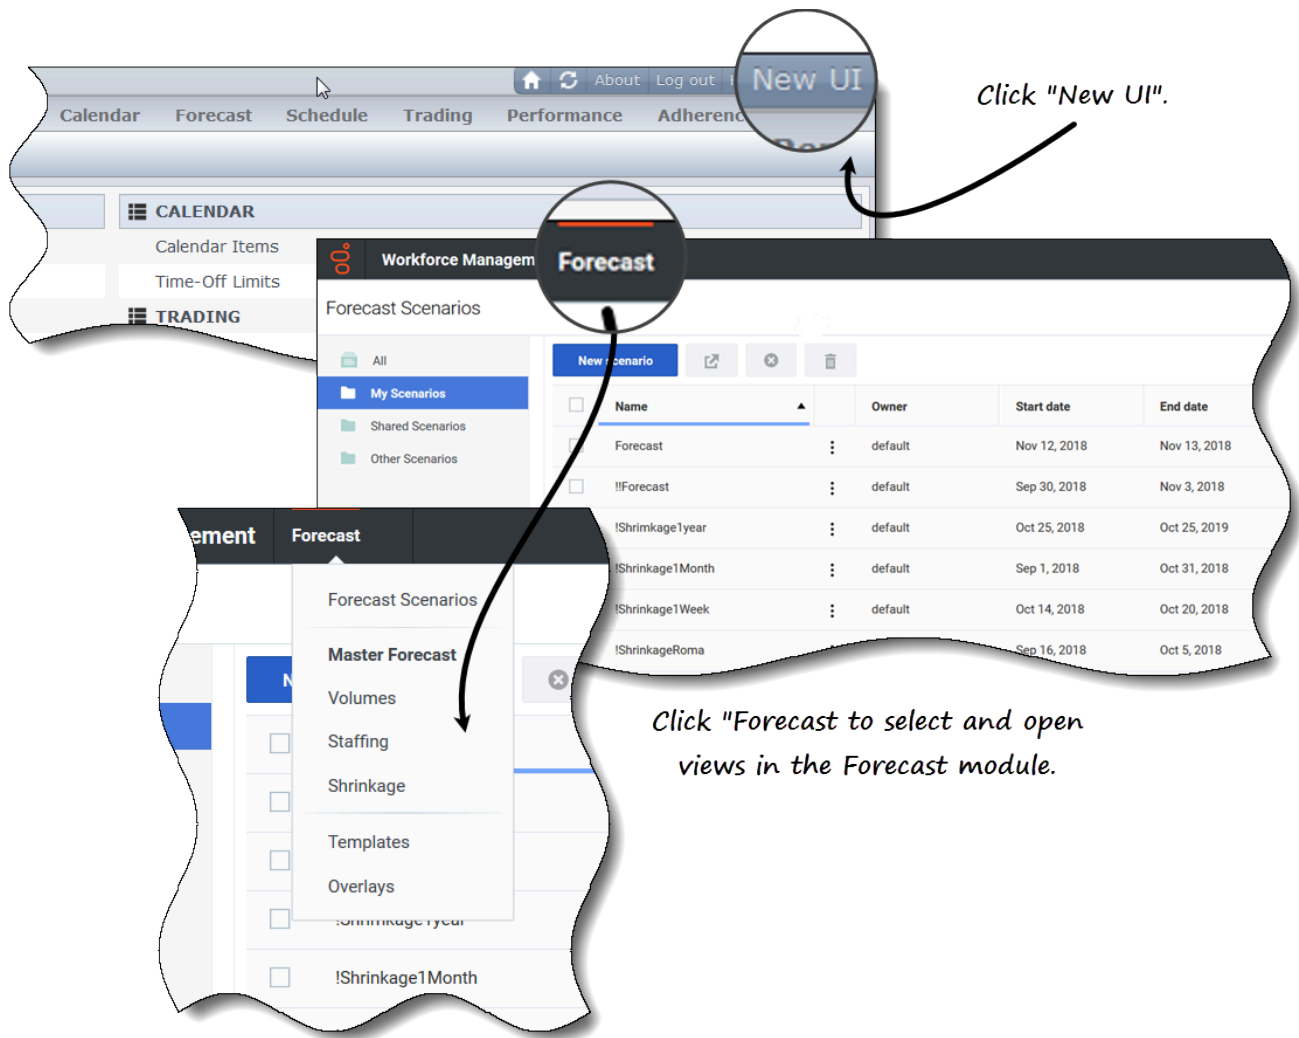 About Log out New UI
Click "New UI".
Calendar Forecast Schedule Trading Performance Adherenc
CALENDAR
Calendar Items
Time-Off Limits
TRADING
Workforce Managem Forecast
Forecast Scenarios
All
My Scenarios
Shared Scenarios
Other Scenarios
New scenario
Name Owner Start date End date
Forecast default Nov 12, 2018 Nov 13, 2018
!!Forecast default Sep 30, 2018 Nov 3, 2018
!Shrimkage1year default Oct 25, 2018 Oct 25, 2019
!Shrinkage1Month default Sep 1, 2018 Oct 31, 2018
!Shrinkage1Week default Oct 14, 2018 Oct 20, 2018
!ShrinkageRoma Sep 16, 2018 Oct 5, 2018
Click "Forecast to select and open
views in the Forecast module.
ement Forecast
Forecast Scenarios
Master Forecast
Volumes
Staffing
Shrinkage
Templates
Overlays
!Shrimkage1year
!Shrinkage1Month